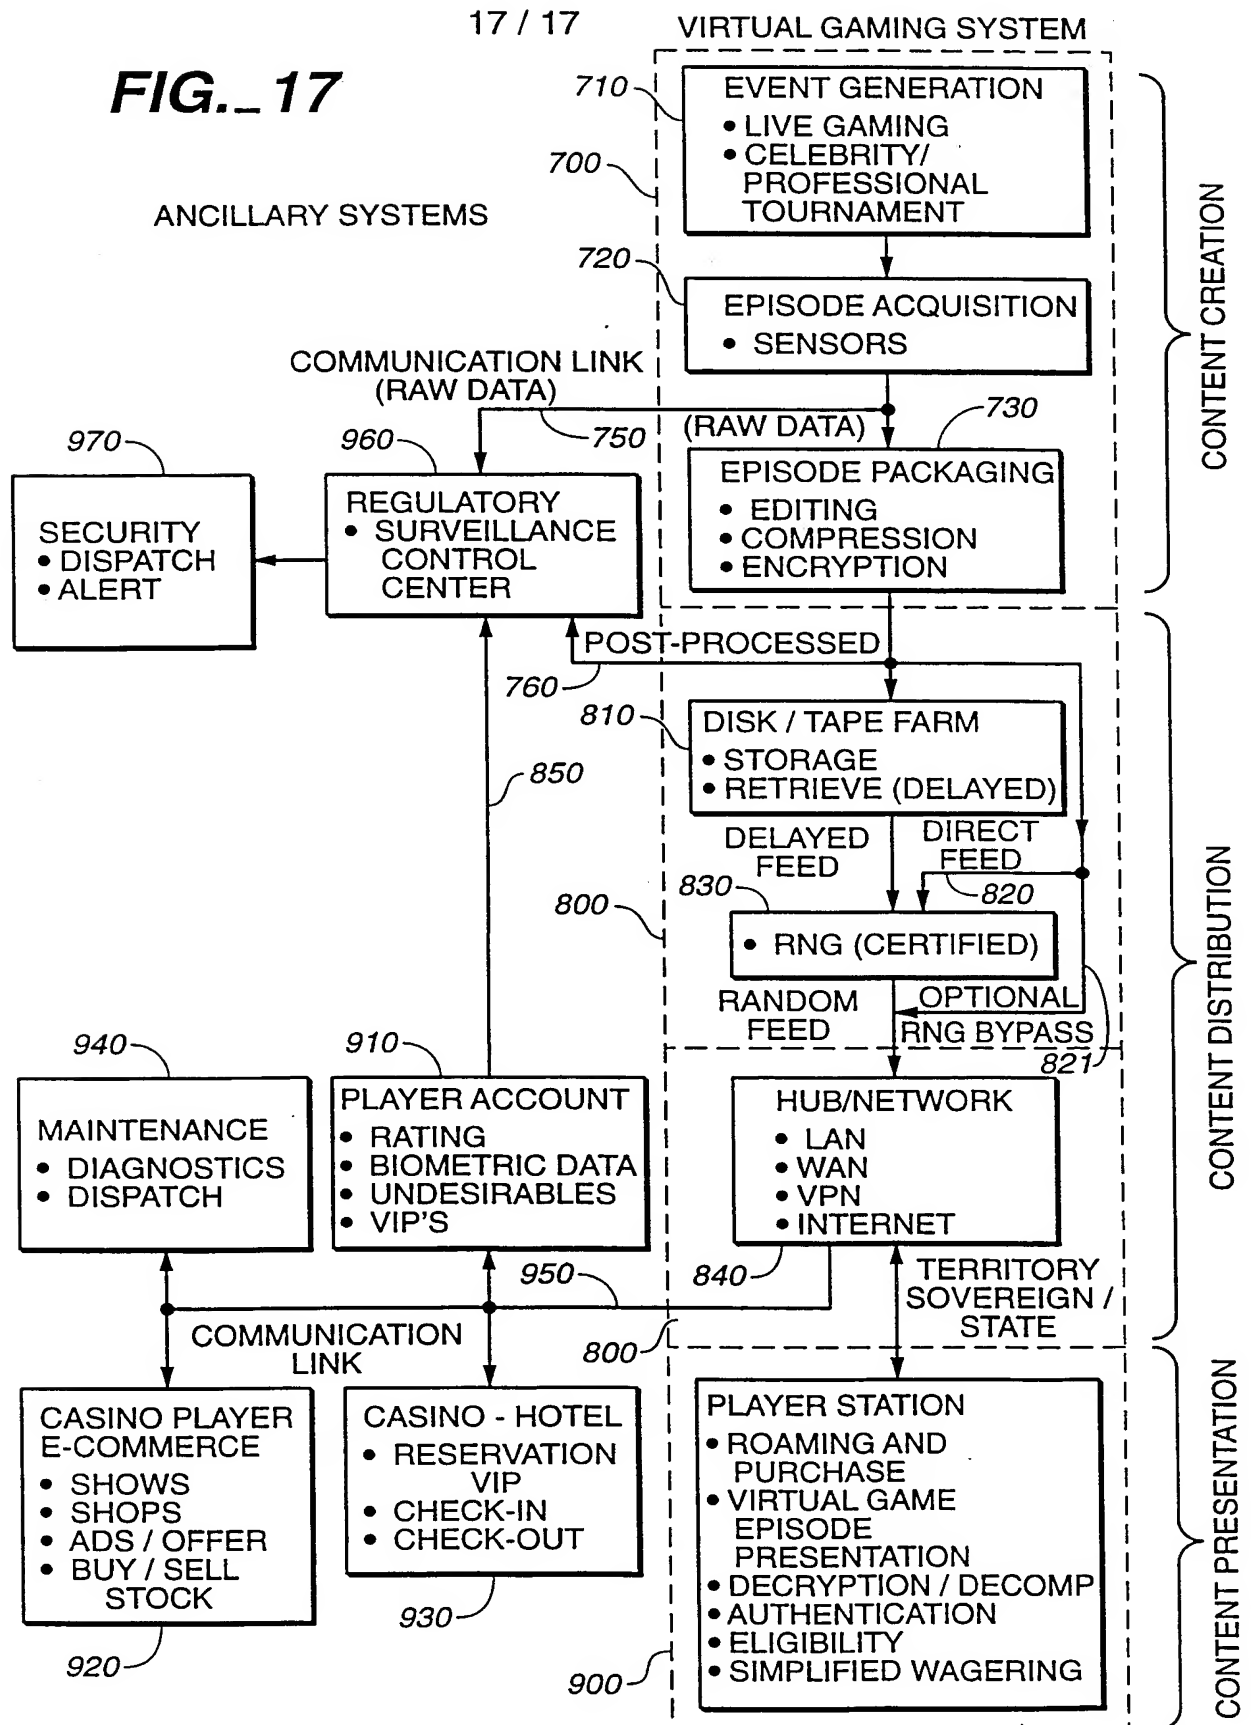 17 / 17
VIRTUAL GAMING SYSTEM
FIG._17
ANCILLARY SYSTEMS
710
EVENT GENERATION
• LIVE GAMING
• CELEBRITY/
PROFESSIONAL
TOURNAMENT
700
CONTENT CREATION
720
EPISODE ACQUISITION
• SENSORS
COMMUNICATION LINK
(RAW DATA)
750
(RAW DATA)
730
EPISODE PACKAGING
• EDITING
• COMPRESSION
• ENCRYPTION
970
SECURITY
• DISPATCH
• ALERT
960
REGULATORY
• SURVEILLANCE
CONTROL
CENTER
POST-PROCESSED
760
810
DISK / TAPE FARM
• STORAGE
• RETRIEVE (DELAYED)
850
DELAYED
FEED
DIRECT
FEED
820
830
800
• RNG (CERTIFIED)
RANDOM
FEED
OPTIONAL
RNG BYPASS
821
CONTENT DISTRIBUTION
940
MAINTENANCE
• DIAGNOSTICS
• DISPATCH
910
PLAYER ACCOUNT
• RATING
• BIOMETRIC DATA
• UNDESIRABLES
• VIP'S
HUB/NETWORK
• LAN
• WAN
• VPN
• INTERNET
950
840
TERRITORY
SOVEREIGN /
STATE
COMMUNICATION
LINK
800
CASINO PLAYER
E-COMMERCE
• SHOWS
• SHOPS
• ADS / OFFER
• BUY / SELL
STOCK
920
CASINO - HOTEL
• RESERVATION
VIP
• CHECK-IN
• CHECK-OUT
930
PLAYER STATION
• ROAMING AND
PURCHASE
• VIRTUAL GAME
EPISODE
PRESENTATION
• DECRYPTION / DECOMP
• AUTHENTICATION
• ELIGIBILITY
• SIMPLIFIED WAGERING
900
CONTENT PRESENTATION